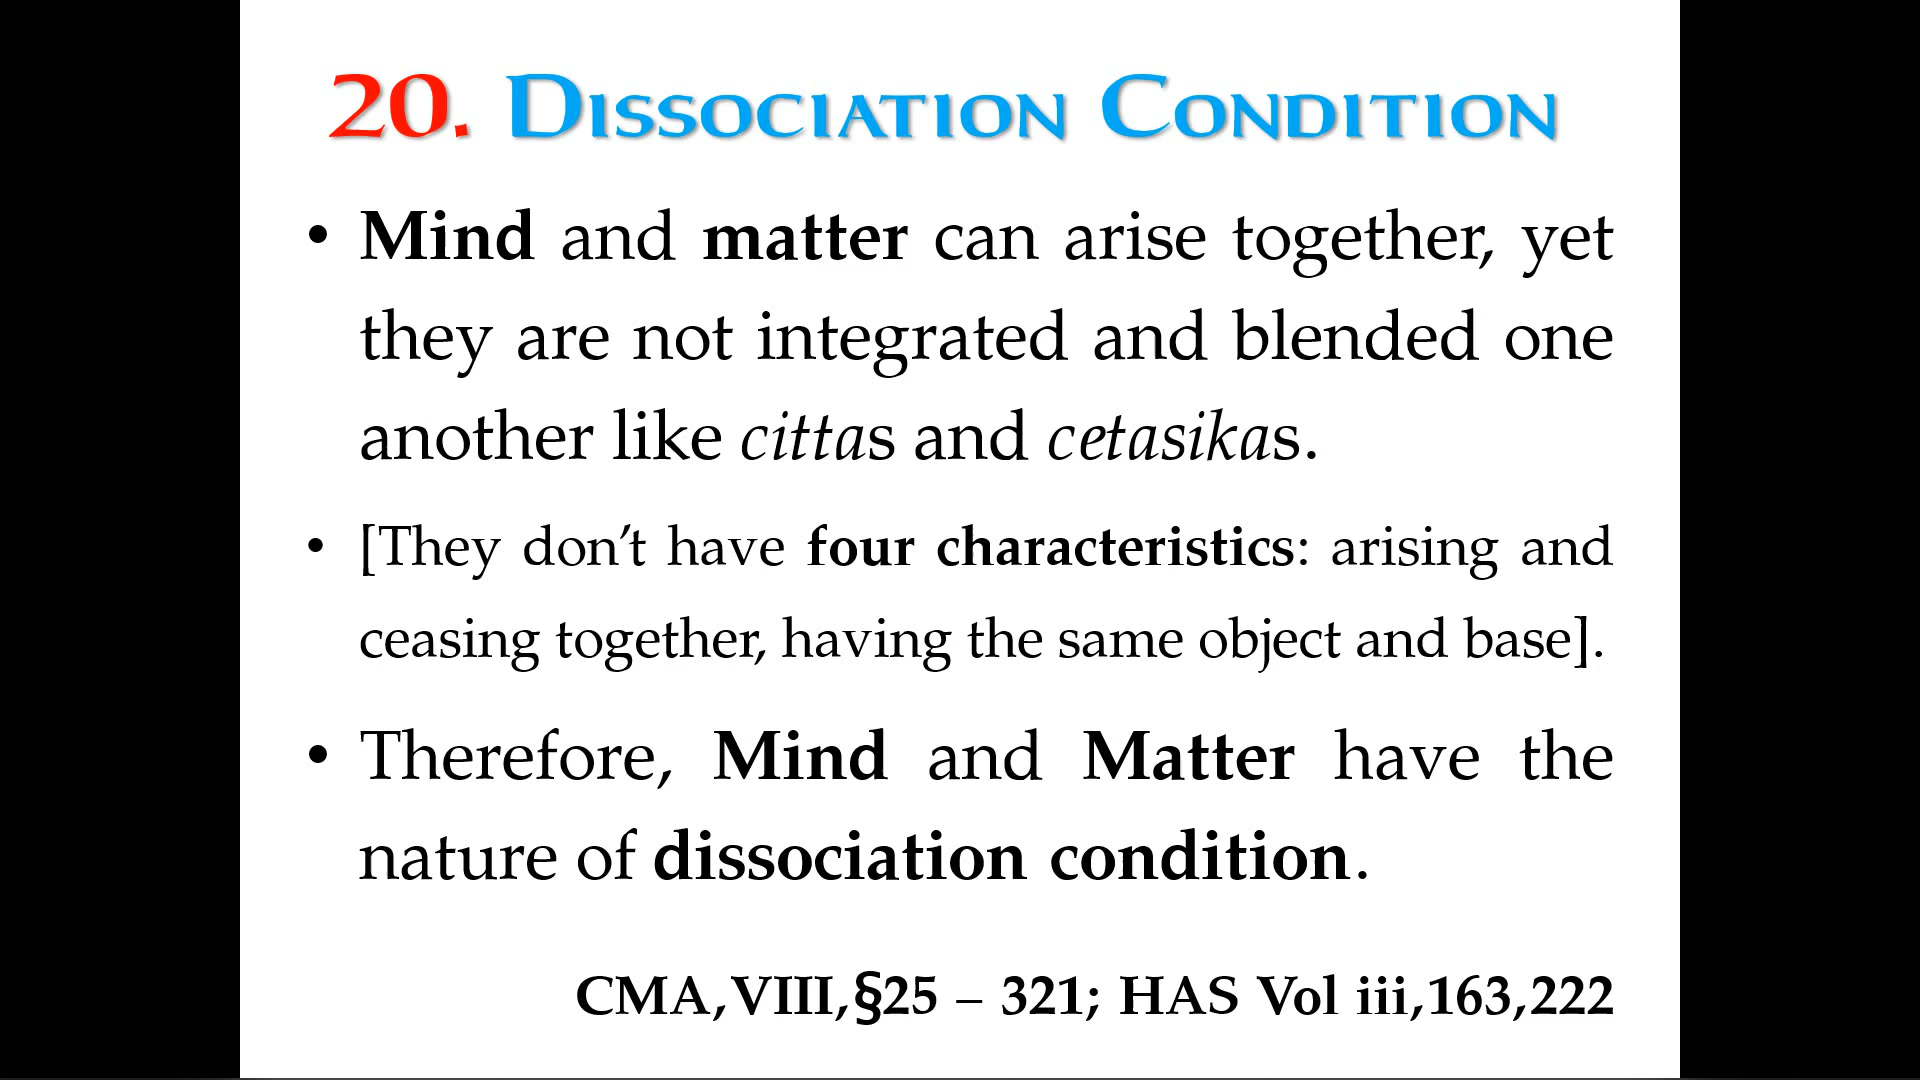 20. Dissociation Condition
• Mind and matter can arise together, yet
they are not integrated and blended one
another like cittas and cetasikas.
• [They don’t have four characteristics: arising and
ceasing together, having the same object and base].
• Therefore, Mind and Matter have the
nature of dissociation condition.
CMA,VIII,§25 – 321; HAS Vol iii,163,222